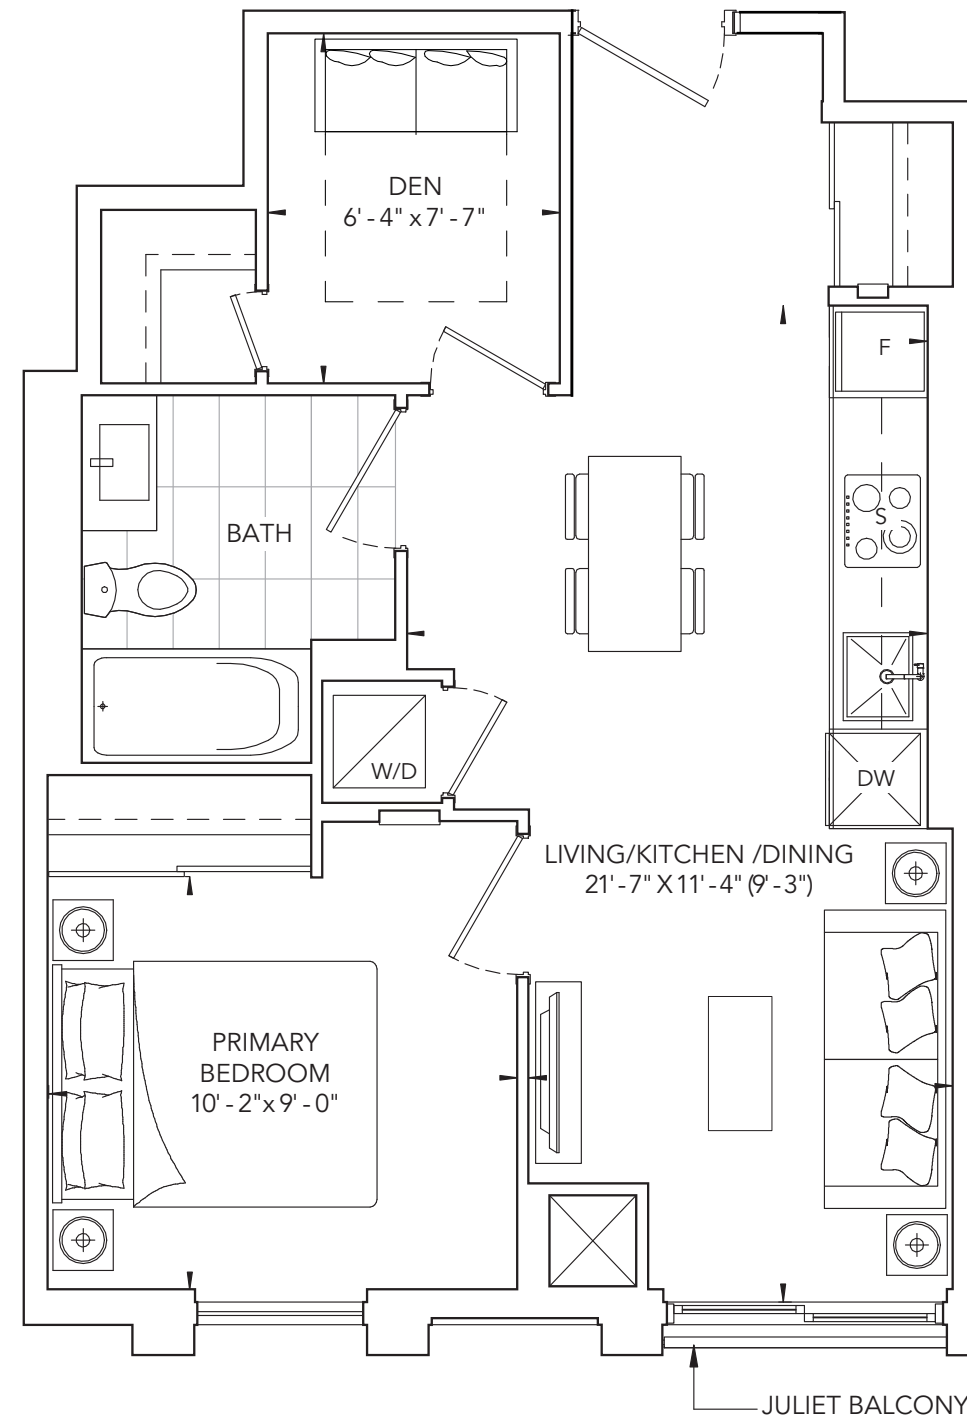 DEN
6' - 4" x 7' - 7"
F
S
BATH
W/D
DW
LIVING/KITCHEN /DINING
21' - 7" X 11' - 4" (9' - 3")
PRIMARY
BEDROOM
10' - 2" x 9' - 0"
JULIET BALCONY